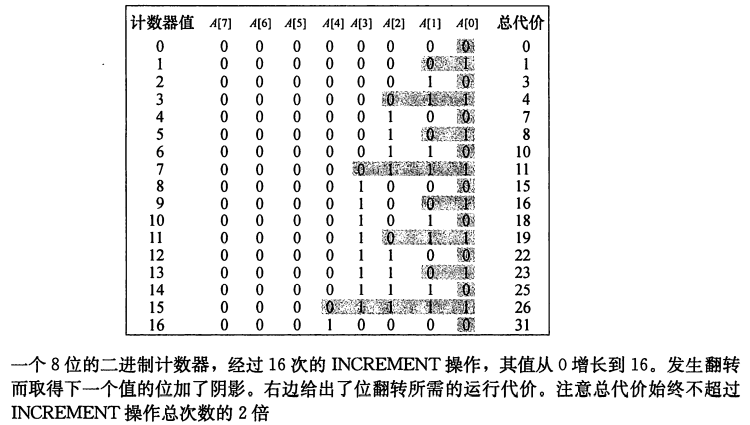 计数器值 A[7] A[6] A[5] A[4] A[3] A[2] A[1] A[0] 总代价
0 0 0 0 0 0 0 0 0 0
1 0 0 0 0 0 0 0 1 1
2 0 0 0 0 0 0 1 0 3
3 0 0 0 0 0 0 1 1 4
4 0 0 0 0 0 1 0 0 7
5 0 0 0 0 0 1 0 1 8
6 0 0 0 0 0 1 1 0 10
7 0 0 0 0 0 1 1 1 11
8 0 0 0 0 1 0 0 0 15
9 0 0 0 0 1 0 0 1 16
10 0 0 0 0 1 0 1 0 18
11 0 0 0 0 1 0 1 1 19
12 0 0 0 0 1 1 0 0 22
13 0 0 0 0 1 1 0 1 23
14 0 0 0 0 1 1 1 0 25
15 0 0 0 0 1 1 1 1 26
16 0 0 0 1 0 0 0 0 31
一个 8 位的二进制计数器，经过 16 次的 INCREMENT 操作，其值从 0 增长到 16。发生翻转
而取得下一个值的位加了阴影。右边给出了位翻转所需的运行代价。注意总代价始终不超过
INCREMENT 操作总次数的 2 倍